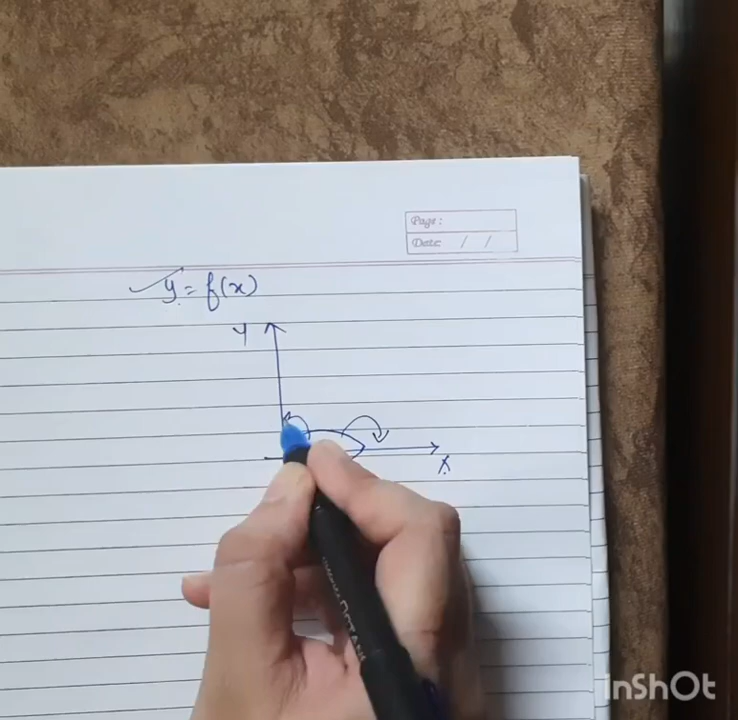 Page:
Date: / /
y = f(x)
Y
X
InShOt